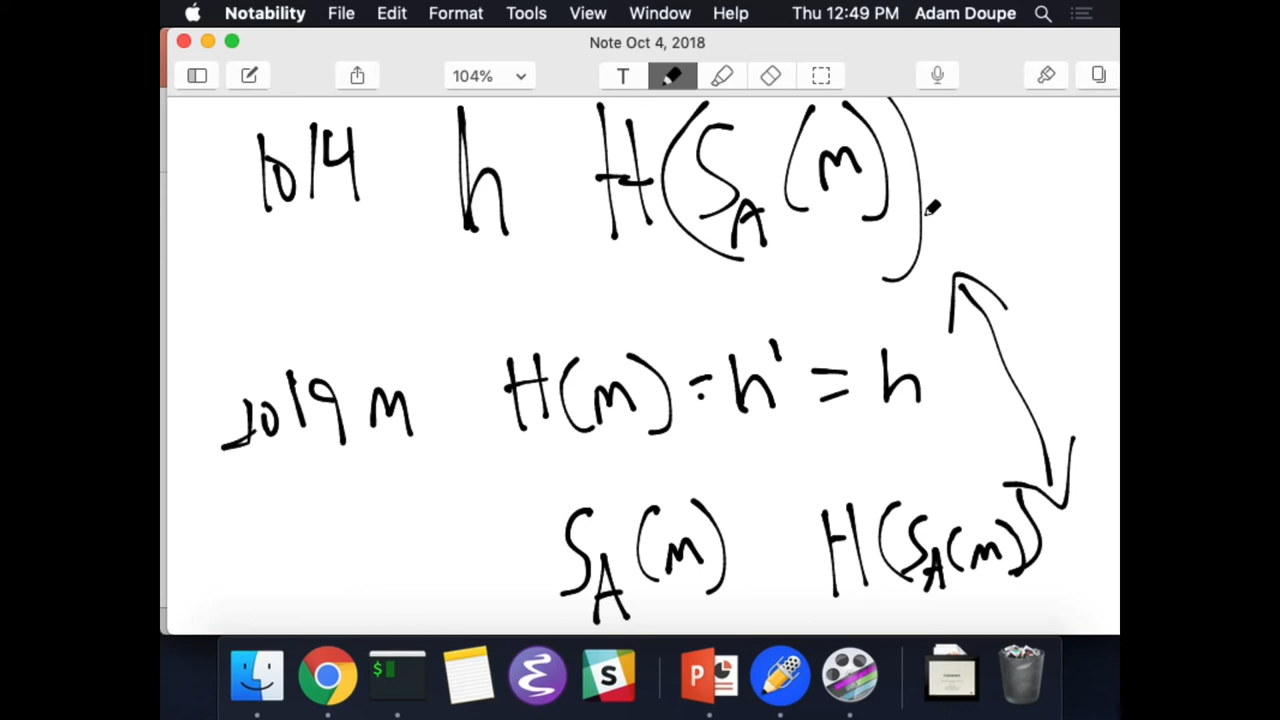 Notability File Edit Format Tools View Window Help Thu 12:49 PM Adam Doupe
Note Oct 4, 2018
104% T
10/4 h H(S_A(m)).
10/9 m H(m) = h' = h
S_A(m) H(S_A(m))
$ S P